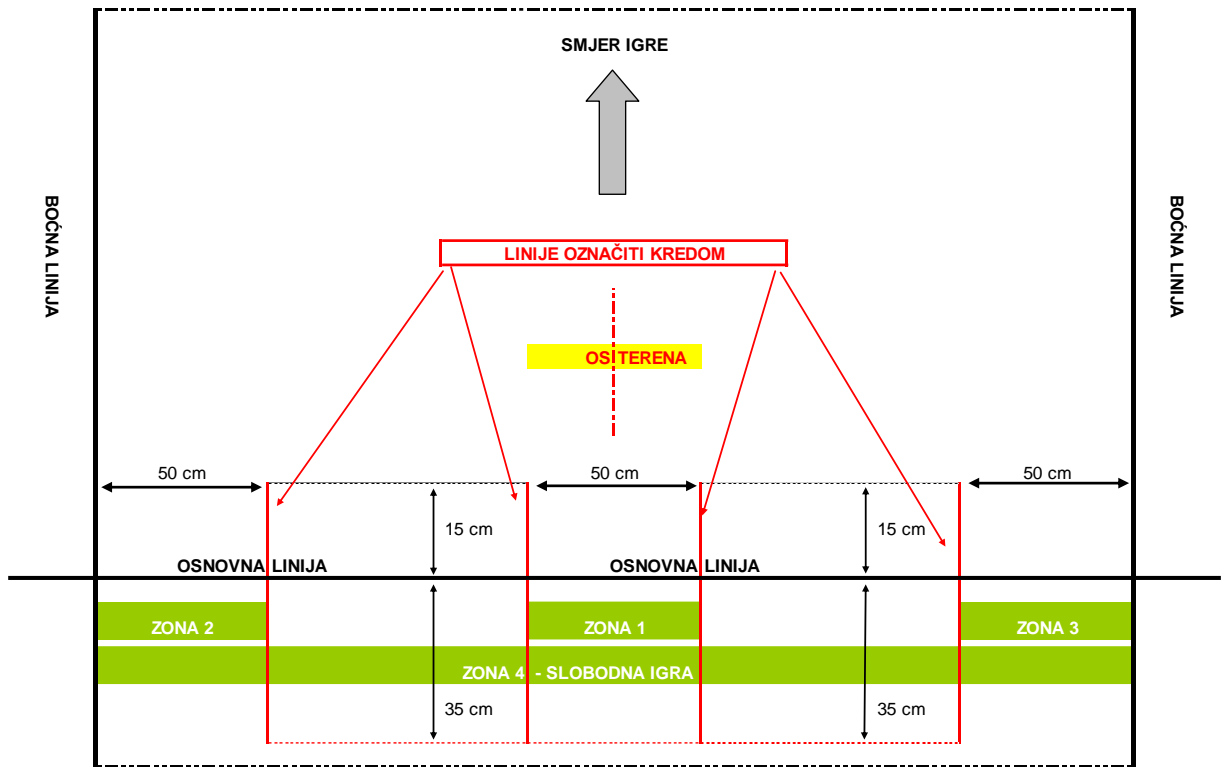 SMJER IGRE
BOĆNA LINIJA
BOĆNA LINIJA
LINIJE OZNAČITI KREDOM
OS TERENA
50 cm
50 cm
50 cm
15 cm
15 cm
OSNOVNA LINIJA
OSNOVNA LINIJA
ZONA 2
ZONA 1
ZONA 3
ZONA 4 - SLOBODNA IGRA
35 cm
35 cm